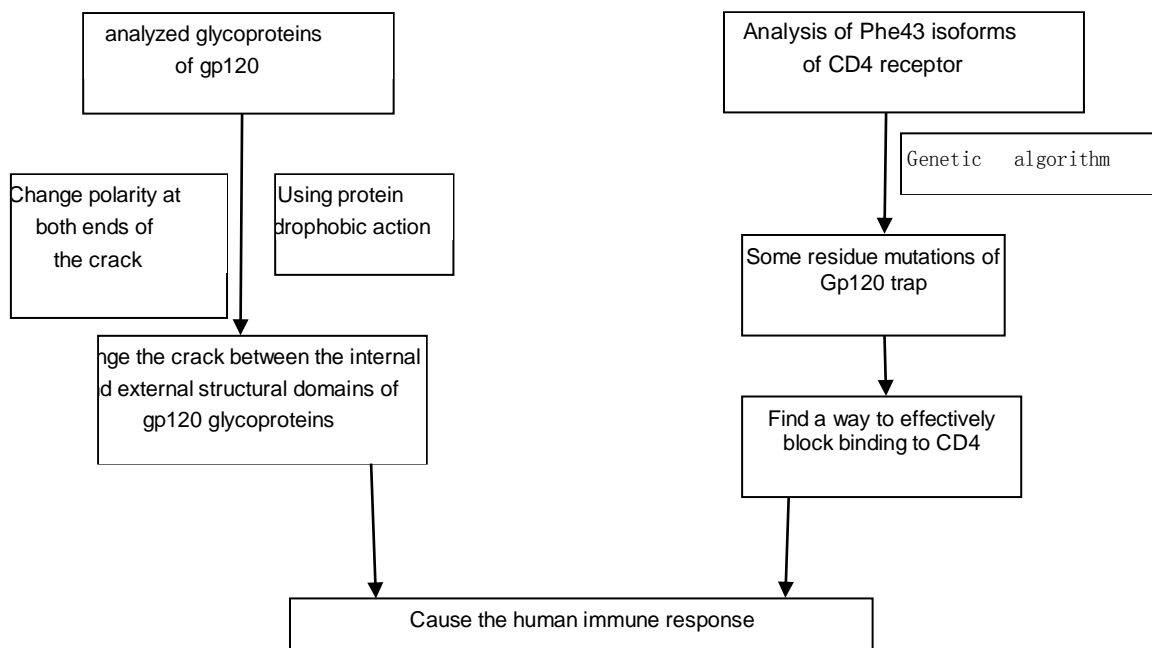 analyzed glycoproteins
of gp120
Change polarity at
both ends of
the crack
Using protein
drophobic action
nge the crack between the internal
d external structural domains of
gp120 glycoproteins
Analysis of Phe43 isoforms
of CD4 receptor
Genetic algorithm
Some residue mutations of
Gp120 trap
Find a way to effectively
block binding to CD4
Cause the human immune response